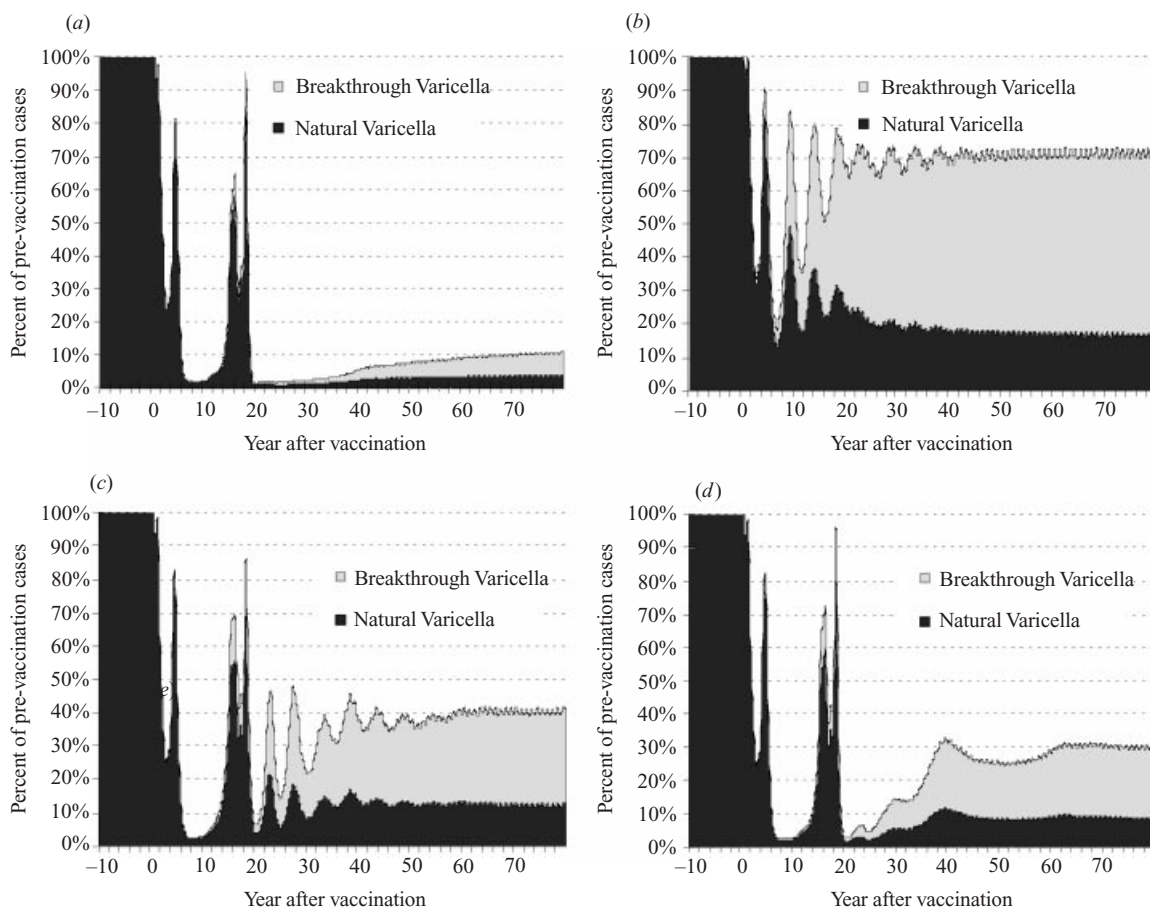 (a)
Percent of pre-vaccination cases
100%
90%
80%
70%
60%
50%
40%
30%
20%
10%
0%
Breakthrough Varicella
Natural Varicella
–10 0 10 20 30 40 50 60 70
Year after vaccination
(b)
Percent of pre-vaccination cases
100%
90%
80%
70%
60%
50%
40%
30%
20%
10%
0%
Breakthrough Varicella
Natural Varicella
–10 0 10 20 30 40 50 60 70
Year after vaccination
(c)
Percent of pre-vaccination cases
100%
90%
80%
70%
60%
50%
40%
30%
20%
10%
0%
e)
Breakthrough Varicella
Natural Varicella
–10 0 10 20 30 40 50 60 70
Year after vaccination
(d)
Percent of pre-vaccination cases
100%
90%
80%
70%
60%
50%
40%
30%
20%
10%
0%
Breakthrough Varicella
Natural Varicella
–10 0 10 20 30 40 50 60 70
Year after vaccination